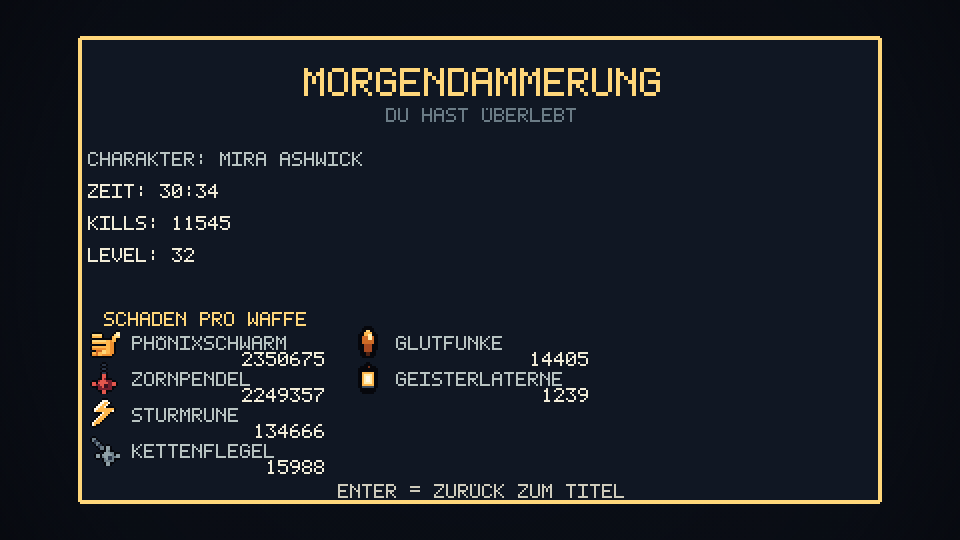 MORGENDAMMERUNG
DU HAST ÜBERLEBT
CHARAKTER: MIRA ASHWICK
ZEIT: 30:34
KILLS: 11545
LEVEL: 32
SCHADEN PRO WAFFE
PHÖNIXSCHWARM
2350675
ZORNPENDEL
2249357
STURMRUNE
134666
KETTENFLEGEL
15988
GLUTFUNKE
14405
GEISTERLATERNE
1239
ENTER = ZURÜCK ZUM TITEL